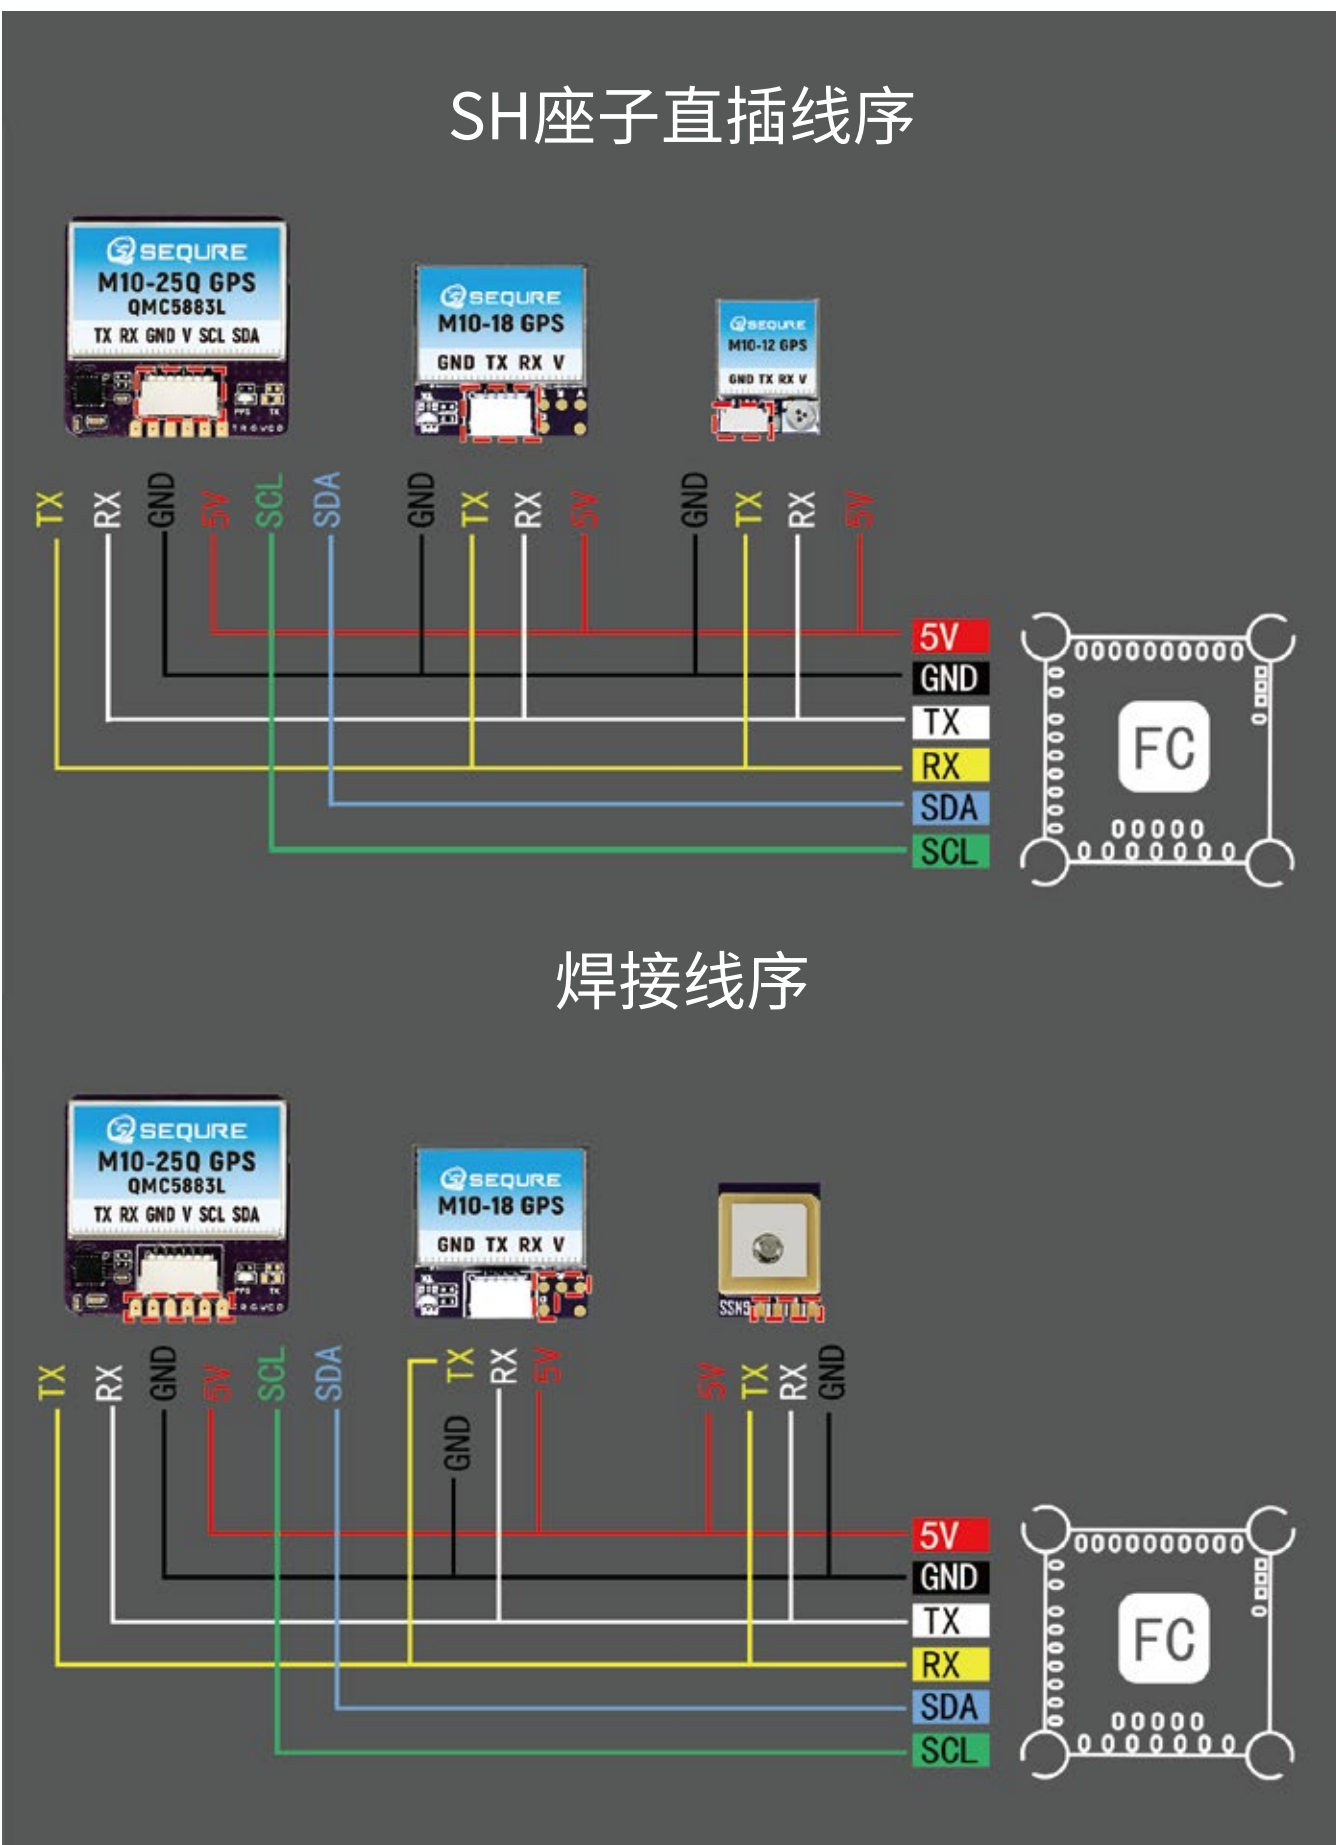 SH座子直插线序
SEQURE
M10-25Q GPS
QMC5883L
TX RX GND V SCL SDA
PPS TX
T R G V C D
SEQURE
M10-18 GPS
GND TX RX V
SEQURE
M10-12 GPS
GND TX RX V
TX RX GND 5V SCL SDA GND TX RX 5V GND TX RX 5V
5V
GND
TX
RX
SDA
SCL
FC
焊接线序
SEQURE
M10-25Q GPS
QMC5883L
TX RX GND V SCL SDA
SEQURE
M10-18 GPS
GND TX RX V
TX RX GND 5V SCL SDA TX GND RX 5V 5V TX RX GND
5V
GND
TX
RX
SDA
SCL
FC